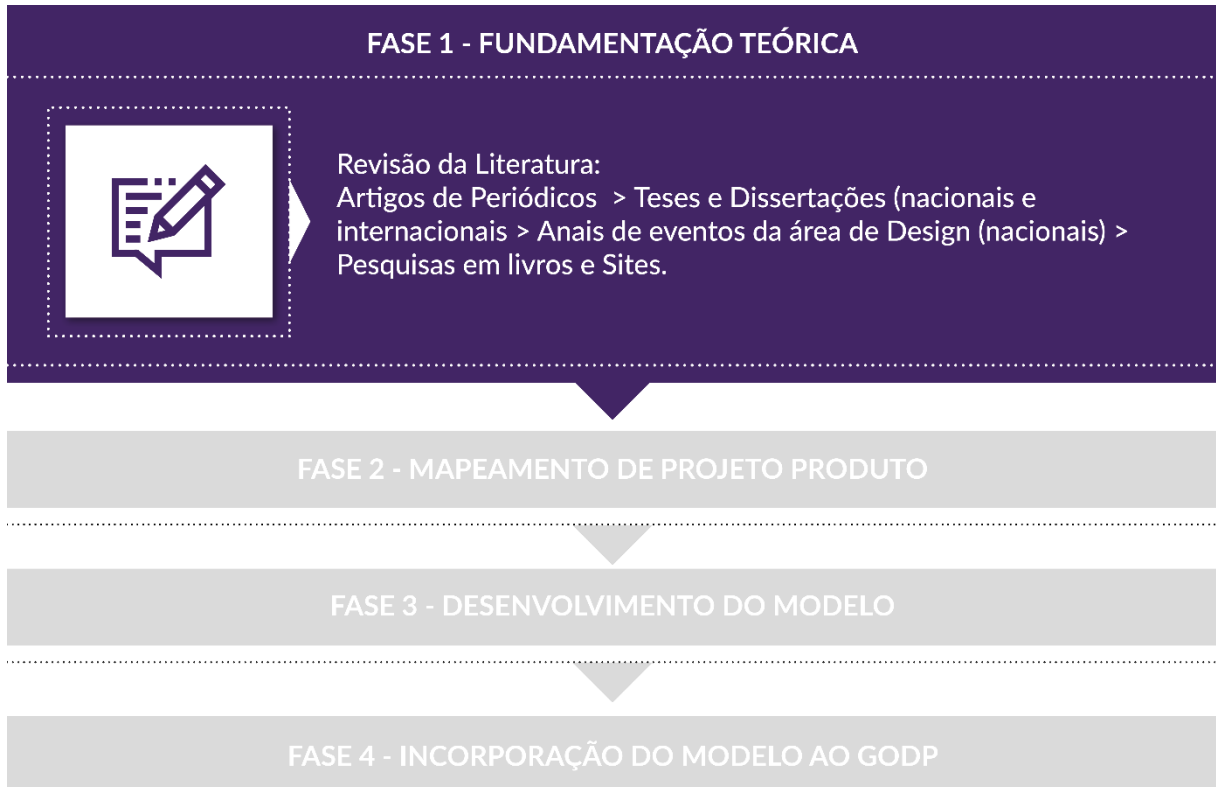 FASE 1 - FUNDAMENTAÇÃO TEÓRICA
Revisão da Literatura:
Artigos de Periódicos > Teses e Dissertações (nacionais e
internacionais > Anais de eventos da área de Design (nacionais) >
Pesquisas em livros e Sites.
FASE 2 - MAPEAMENTO DE PROJETO PRODUTO
FASE 3 - DESENVOLVIMENTO DO MODELO
FASE 4 - INCORPORAÇÃO DO MODELO AO GODP